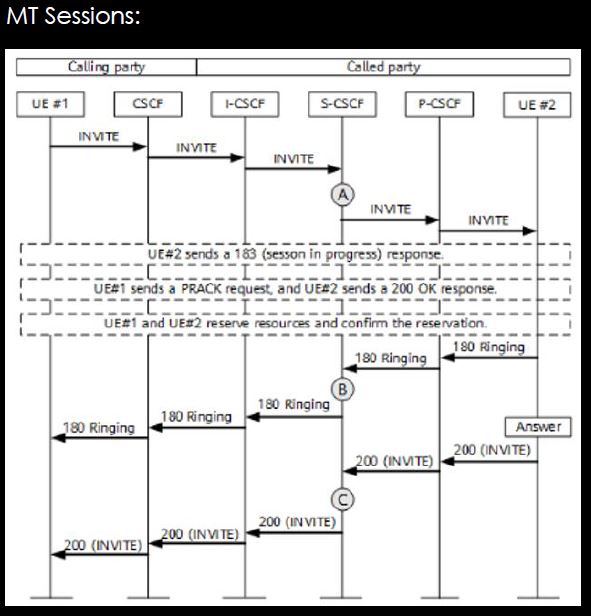 MT Sessions:
Calling party Called party
UE #1 CSCF I-CSCF S-CSCF P-CSCF UE #2
INVITE
INVITE
INVITE
A
INVITE
INVITE
UE#2 sends a 183 (sesson in progress) response.
UE#1 sends a PRACK request, and UE#2 sends a 200 OK response.
UE#1 and UE#2 reserve resources and confirm the reservation.
180 Ringing
180 Ringing
B
180 Ringing
180 Ringing
180 Ringing
Answer
200 (INVITE)
200 (INVITE)
C
200 (INVITE)
200 (INVITE)
200 (INVITE)